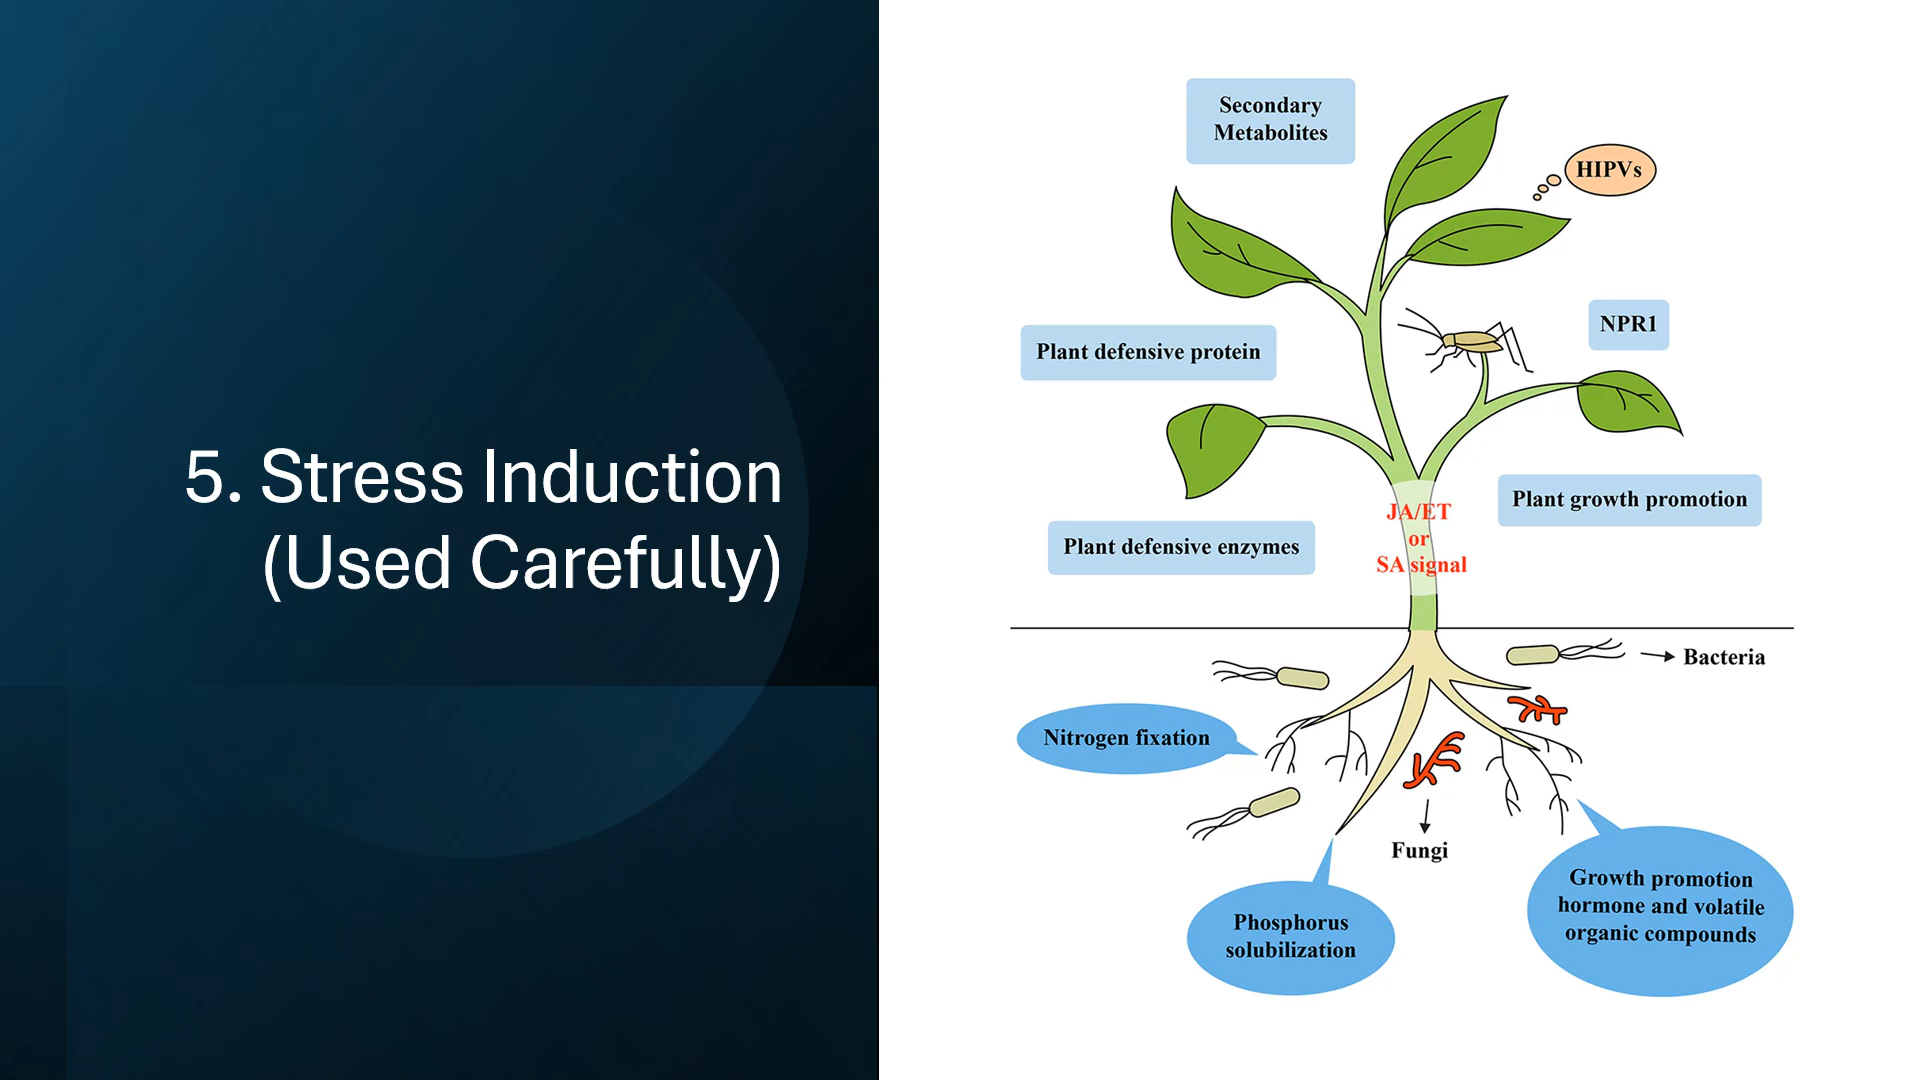 5. Stress Induction
(Used Carefully)
Secondary
Metabolites
HIPVs
NPR1
Plant defensive protein
Plant growth promotion
JA/ET
or
SA signal
Plant defensive enzymes
Bacteria
Nitrogen fixation
Fungi
Phosphorus
solubilization
Growth promotion
hormone and volatile
organic compounds